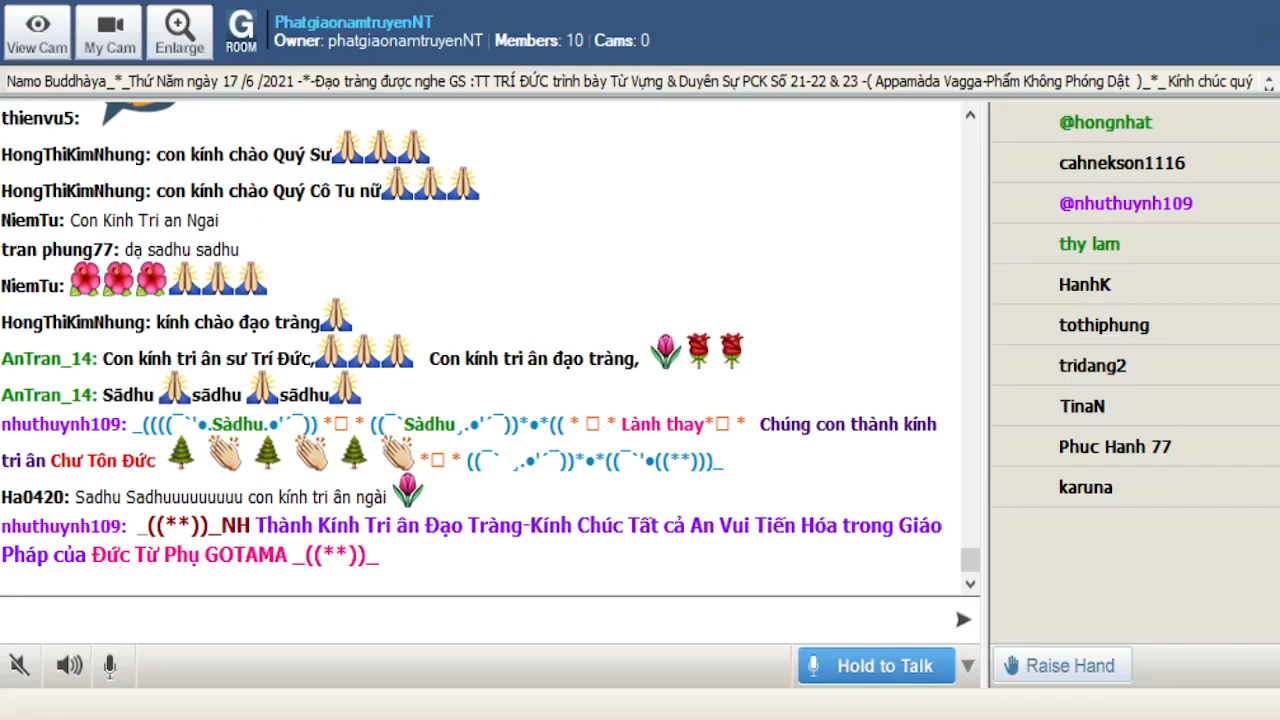 View Cam
My Cam
Enlarge
G
ROOM
PhatgiaonamtruyenNT
Owner: phatgiaonamtruyenNT | Members: 10 | Cams: 0
Namo Buddhàya_*_Thứ Năm ngày 17 /6 /2021 -*-Đạo tràng được nghe GS :TT TRÍ ĐỨC trình bày Từ Vựng & Duyên Sự PCK Số 21-22 & 23 -( Appamàda Vagga-Phẩm Không Phóng Dật )_*_Kính chúc quý
thienvu5:
HongThiKimNhung: con kính chào Quý Sư🙏🙏🙏
HongThiKimNhung: con kính chào Quý Cô Tu nữ🙏🙏🙏
NiemTu: Con Kinh Tri an Ngai
tran phung77: dạ sadhu sadhu
NiemTu: 🌺🌺🌺🙏🙏🙏
HongThiKimNhung: kính chào đạo tràng🙏
AnTran_14: Con kính tri ân sư Trí Đức,🙏🙏🙏 Con kính tri ân đạo tràng, 🌷🌹🌹
AnTran_14: Sādhu 🙏sādhu 🙏sādhu🙏
nhuthuynh109: _((((¯`'●.Sàdhu.●'´¯)) *□ * ((¯`Sàdhu¸.●'´¯))*●*(( * □ * Lành thay*□ * Chúng con thành kính
tri ân Chư Tôn Đức 🌲 👏 🌲 👏 🌲 👏 *□ * ((¯` ¸.●'´¯))*●*((¯`'●((**)))_
Ha0420: Sadhu Sadhuuuuuuuuu con kính tri ân ngài 🌷
nhuthuynh109: _((**))_NH Thành Kính Tri ân Đạo Tràng-Kính Chúc Tất cả An Vui Tiến Hóa trong Giáo
Pháp của Đức Từ Phụ GOTAMA _((**))_
@hongnhat
cahnekson1116
@nhuthuynh109
thy lam
HanhK
tothiphung
tridang2
TinaN
Phuc Hanh 77
karuna
Hold to Talk
Raise Hand